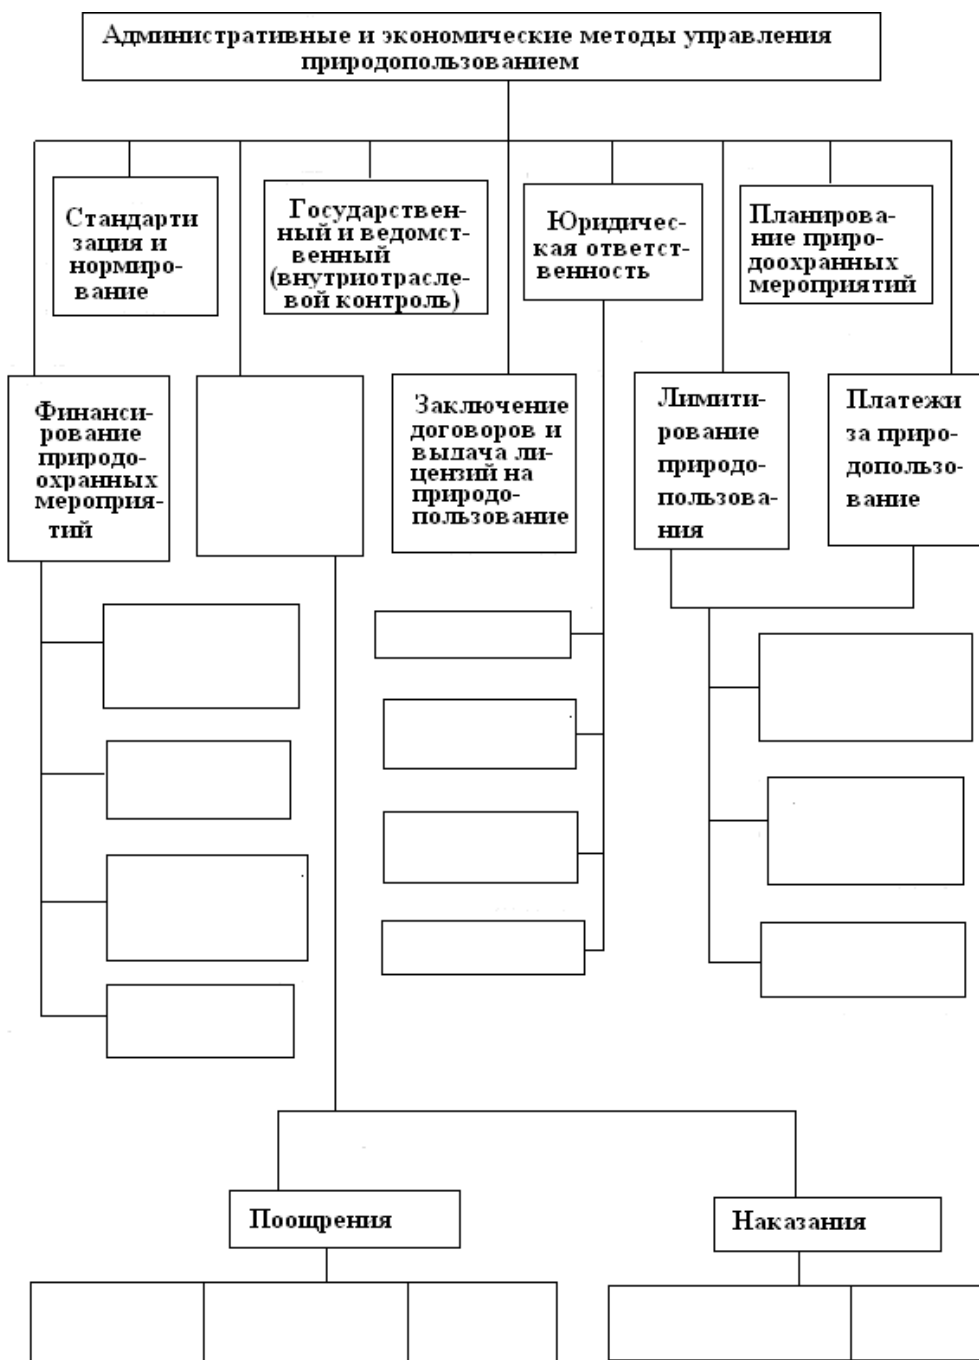 Административные и экономические методы управления
природопользованием
Стандарти
зация и
нормиро-
вание
Государствен-
ный и ведомст-
венный
(внутриотрасле-
вой контроль)
Юридичес-
кая ответст-
венность
Планирова-
ние приро-
доохранных
мероприятий
Финанси-
рование
природо-
охранных
мероприя-
тий
Заключение
договоров и
выдача ли-
цензий на
природо-
пользование
Лимити-
рование
природо-
пользова-
ния
Платежи
за приро-
допользо-
вание
Поощрения
Наказания